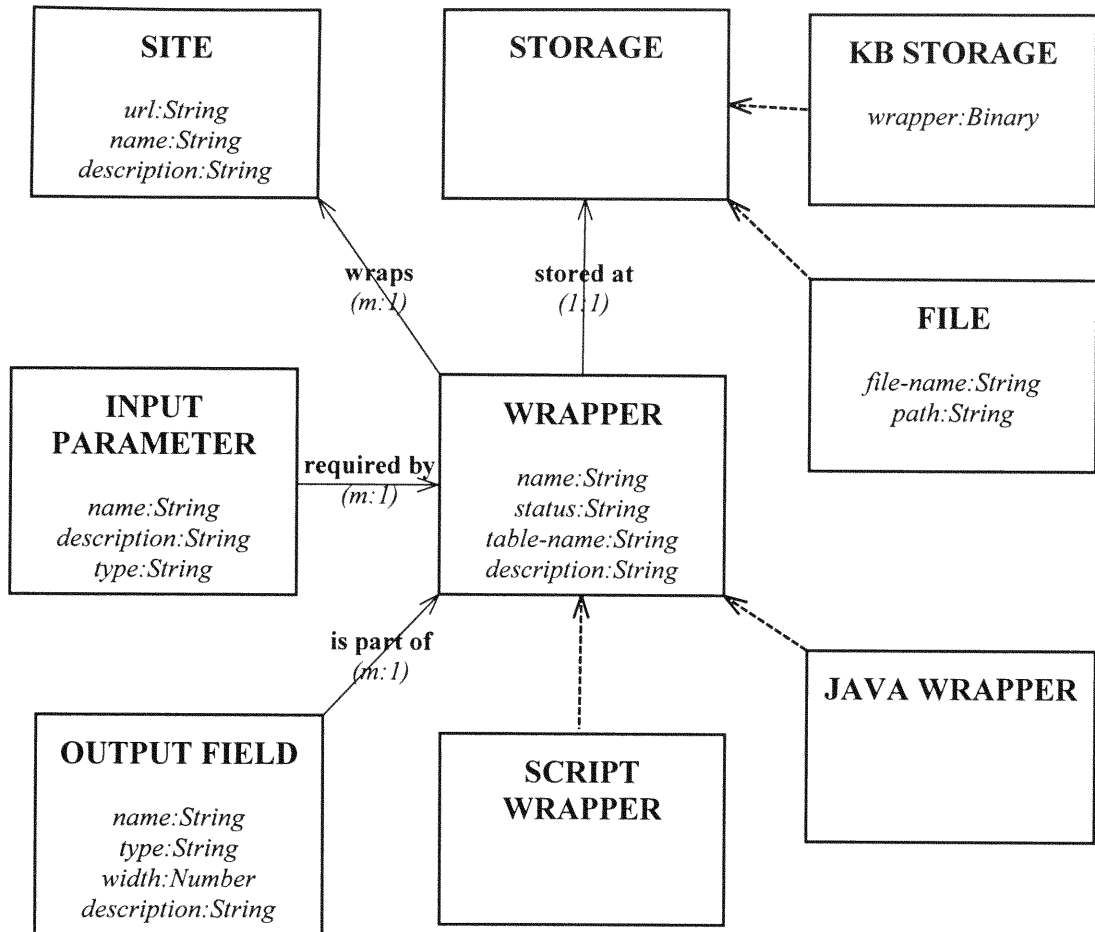 SITE
url:String
name:String
description:String
STORAGE
KB STORAGE
wrapper:Binary
wraps
(m:1)
stored at
(1:1)
FILE
file-name:String
path:String
INPUT
PARAMETER
name:String
description:String
type:String
required by
(m:1)
WRAPPER
name:String
status:String
table-name:String
description:String
is part of
(m:1)
OUTPUT FIELD
name:String
type:String
width:Number
description:String
SCRIPT
WRAPPER
JAVA WRAPPER